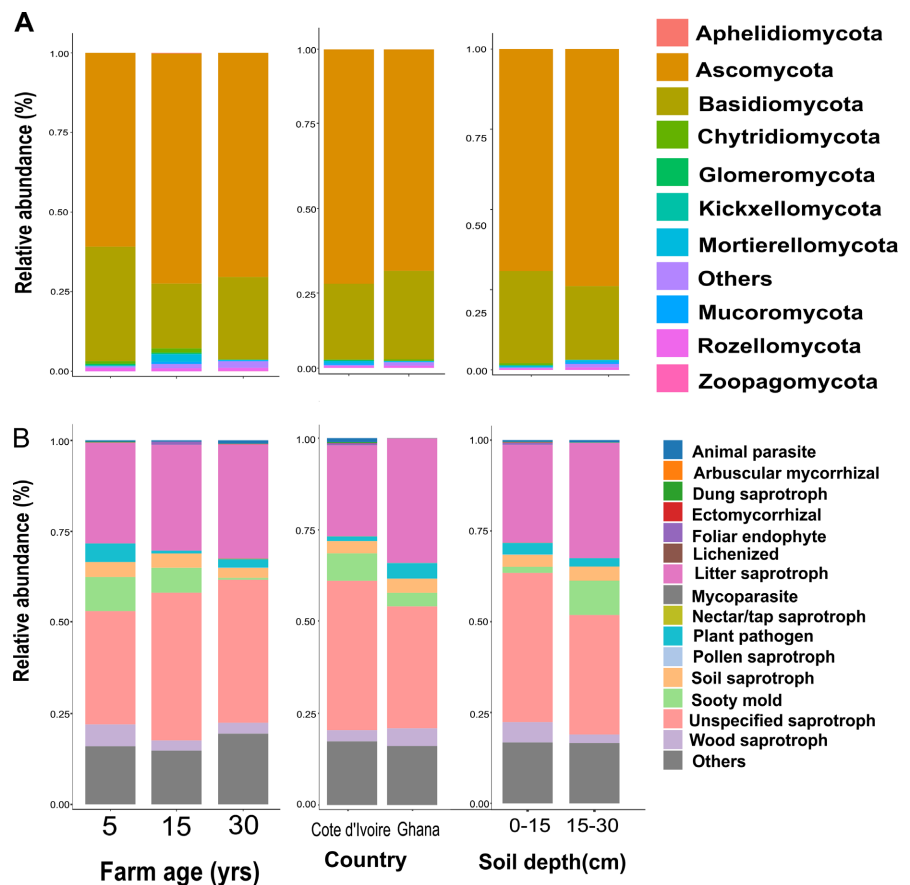 A
Relative abundance (%)
1.00
0.75
0.50
0.25
0.00
1.00
0.75
0.50
0.25
0.00
1.00
0.75
0.50
0.25
0.00
Aphelidiomycota
Ascomycota
Basidiomycota
Chytridiomycota
Glomeromycota
Kickxellomycota
Mortierellomycota
Others
Mucoromycota
Rozellomycota
Zoopagomycota
B
Relative abundance (%)
1.00
0.75
0.50
0.25
0.00
5 15 30
Farm age (yrs)
1.00
0.75
0.50
0.25
0.00
Cote d'Ivoire Ghana
Country
1.00
0.75
0.50
0.25
0.00
0-15 15-30
Soil depth(cm)
Animal parasite
Arbuscular mycorrhizal
Dung saprotroph
Ectomycorrhizal
Foliar endophyte
Lichenized
Litter saprotroph
Mycoparasite
Nectar/tap saprotroph
Plant pathogen
Pollen saprotroph
Soil saprotroph
Sooty mold
Unspecified saprotroph
Wood saprotroph
Others